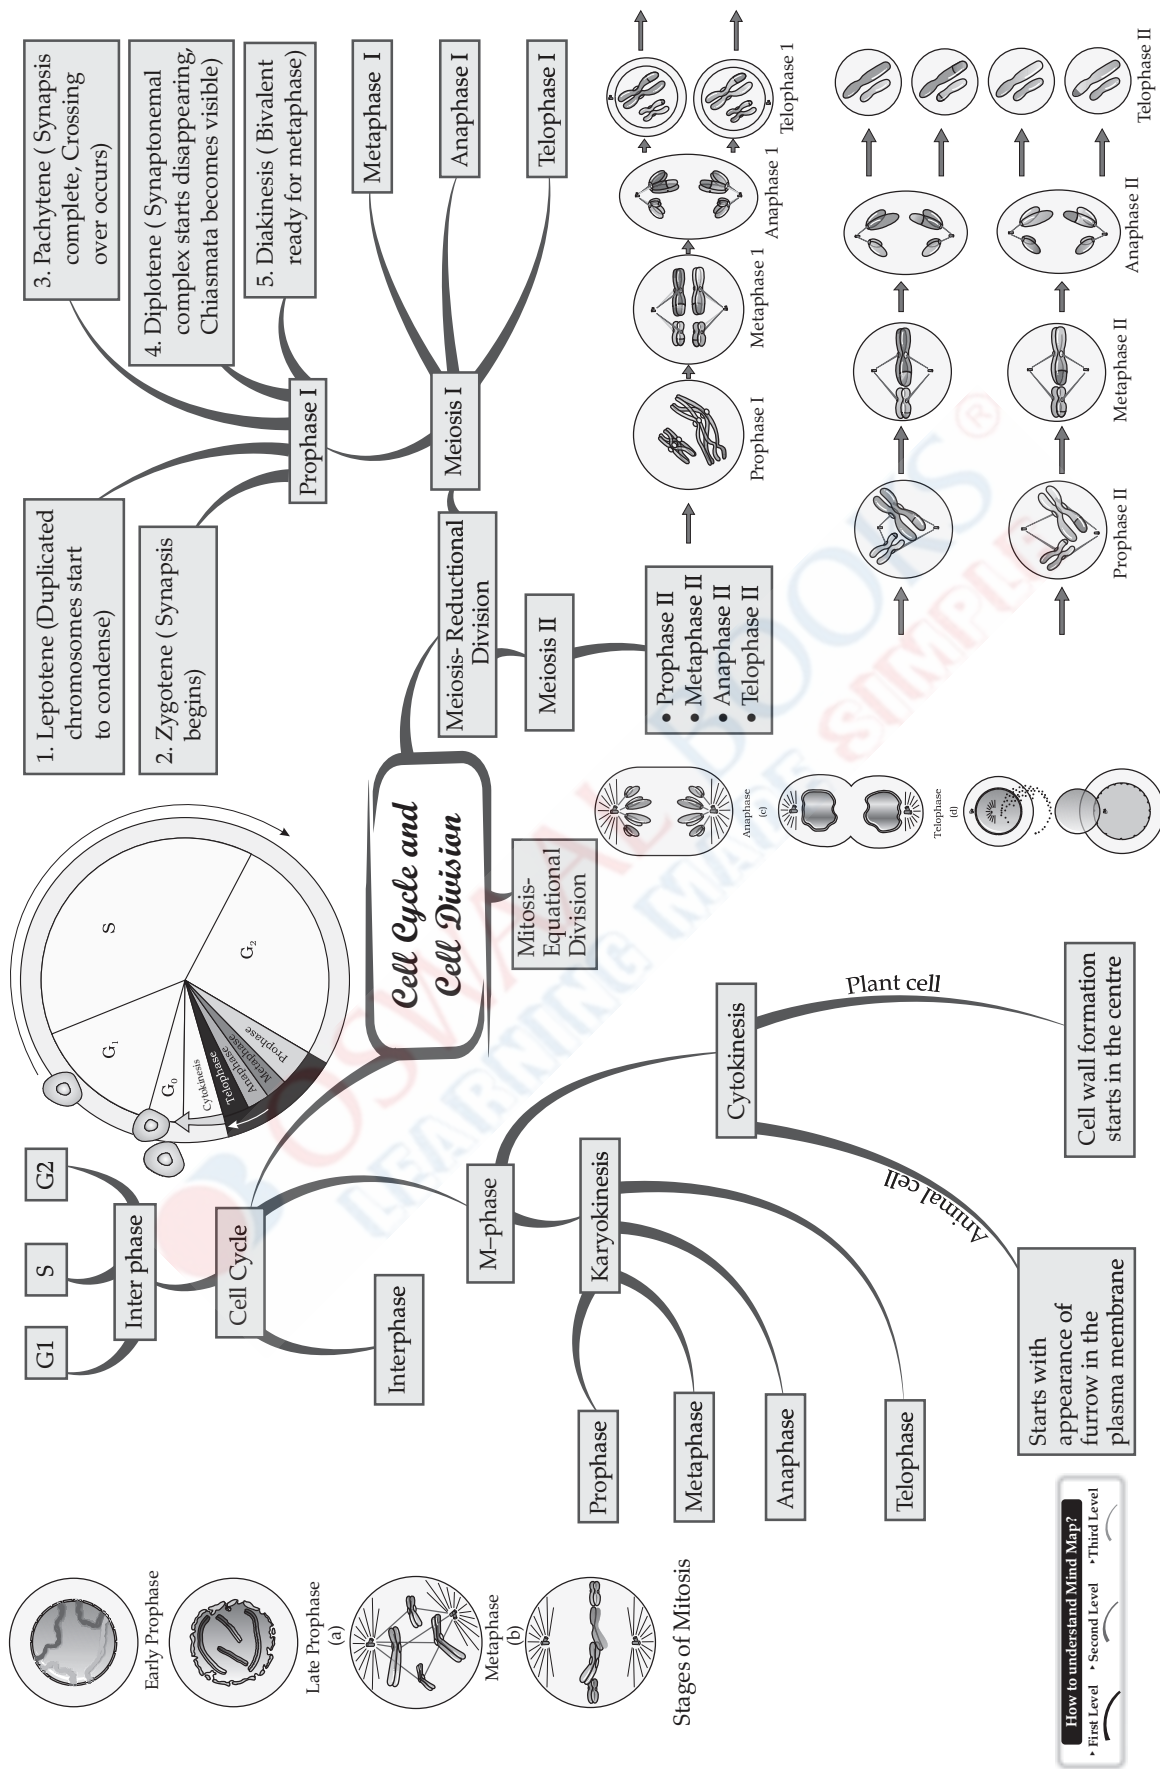 Cell Cycle and
Cell Division
Cell Cycle
Inter phase
G1
S
G2
Interphase
M–phase
Karyokinesis
Prophase
Metaphase
Anaphase
Telophase
Cytokinesis
Animal cell
Starts with
appearance of
furrow in the
plasma membrane
Plant cell
Cell wall formation
starts in the centre
Mitosis-
Equational
Division
Meiosis- Reductional
Division
Meiosis I
Prophase I
1. Leptotene (Duplicated
chromosomes start
to condense)
2. Zygotene ( Synapsis
begins)
3. Pachytene ( Synapsis
complete, Crossing
over occurs)
4. Diplotene ( Synaptonemal
complex starts disappearing,
Chiasmata becomes visible)
5. Diakinesis ( Bivalent
ready for metaphase)
Metaphase I
Anaphase I
Telophase I
Meiosis II
• Prophase II
• Metaphase II
• Anaphase II
• Telophase II
G₁
S
G₂
G₀
Cytokinesis
Telophase
Anaphase
Metaphase
Prophase
Early Prophase
Late Prophase
(a)
Metaphase
(b)
Stages of Mitosis
Anaphase
(c)
Telophase
(d)
Prophase I
Metaphase 1
Anaphase 1
Telophase 1
Prophase II
Metaphase II
Anaphase II
Telophase II
How to understand Mind Map?
‣ First Level ‣ Second Level ‣ Third Level
OSWAAL BOOKS ®
LEARNING MADE SIMPLE